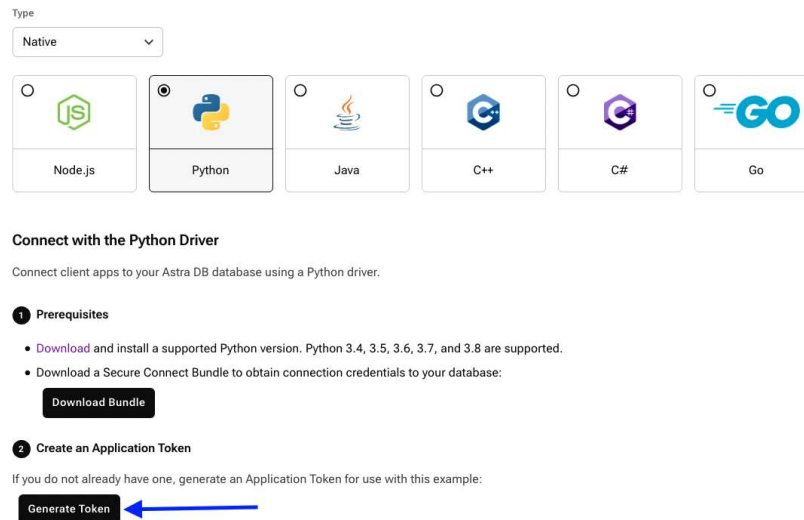 Type
Native
JS
GO
Node.js
Python
Java
C++
C#
Go
Connect with the Python Driver
Connect client apps to your Astra DB database using a Python driver.
1 Prerequisites
• Download and install a supported Python version. Python 3.4, 3.5, 3.6, 3.7, and 3.8 are supported.
• Download a Secure Connect Bundle to obtain connection credentials to your database:
Download Bundle
2 Create an Application Token
If you do not already have one, generate an Application Token for use with this example:
Generate Token